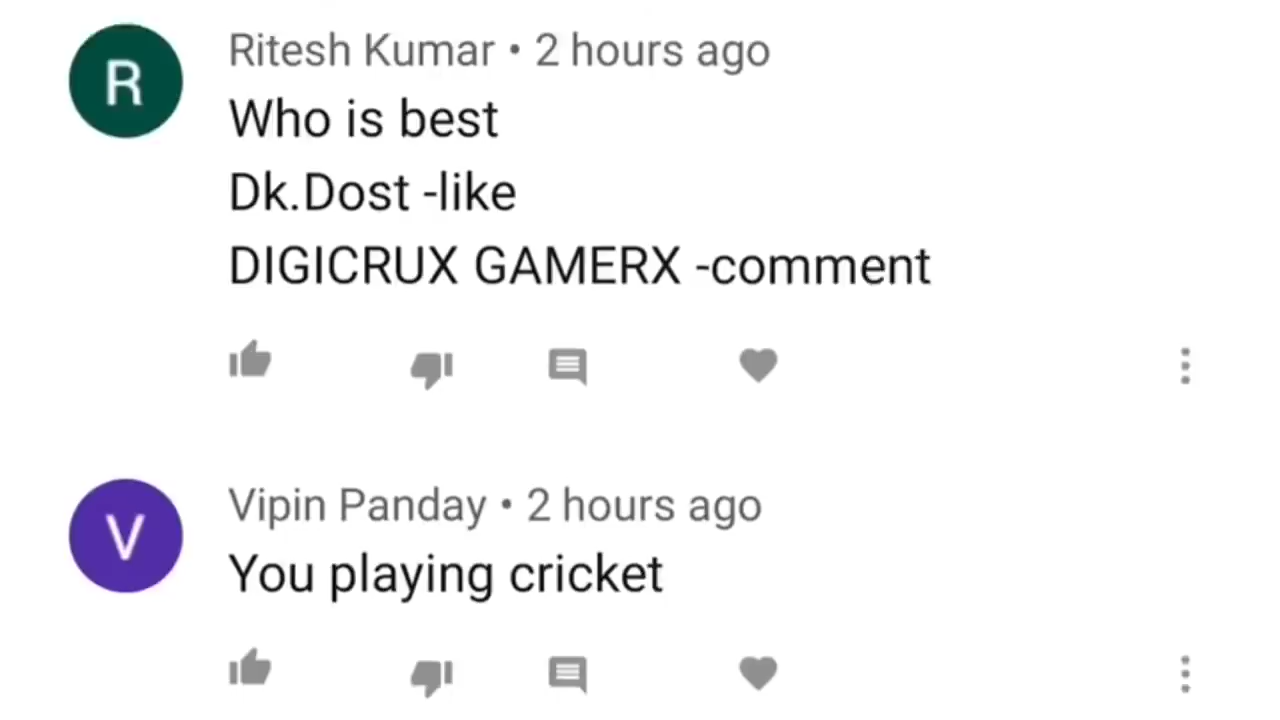 R
Ritesh Kumar • 2 hours ago
Who is best
Dk.Dost -like
DIGICRUX GAMERX -comment
V
Vipin Panday • 2 hours ago
You playing cricket